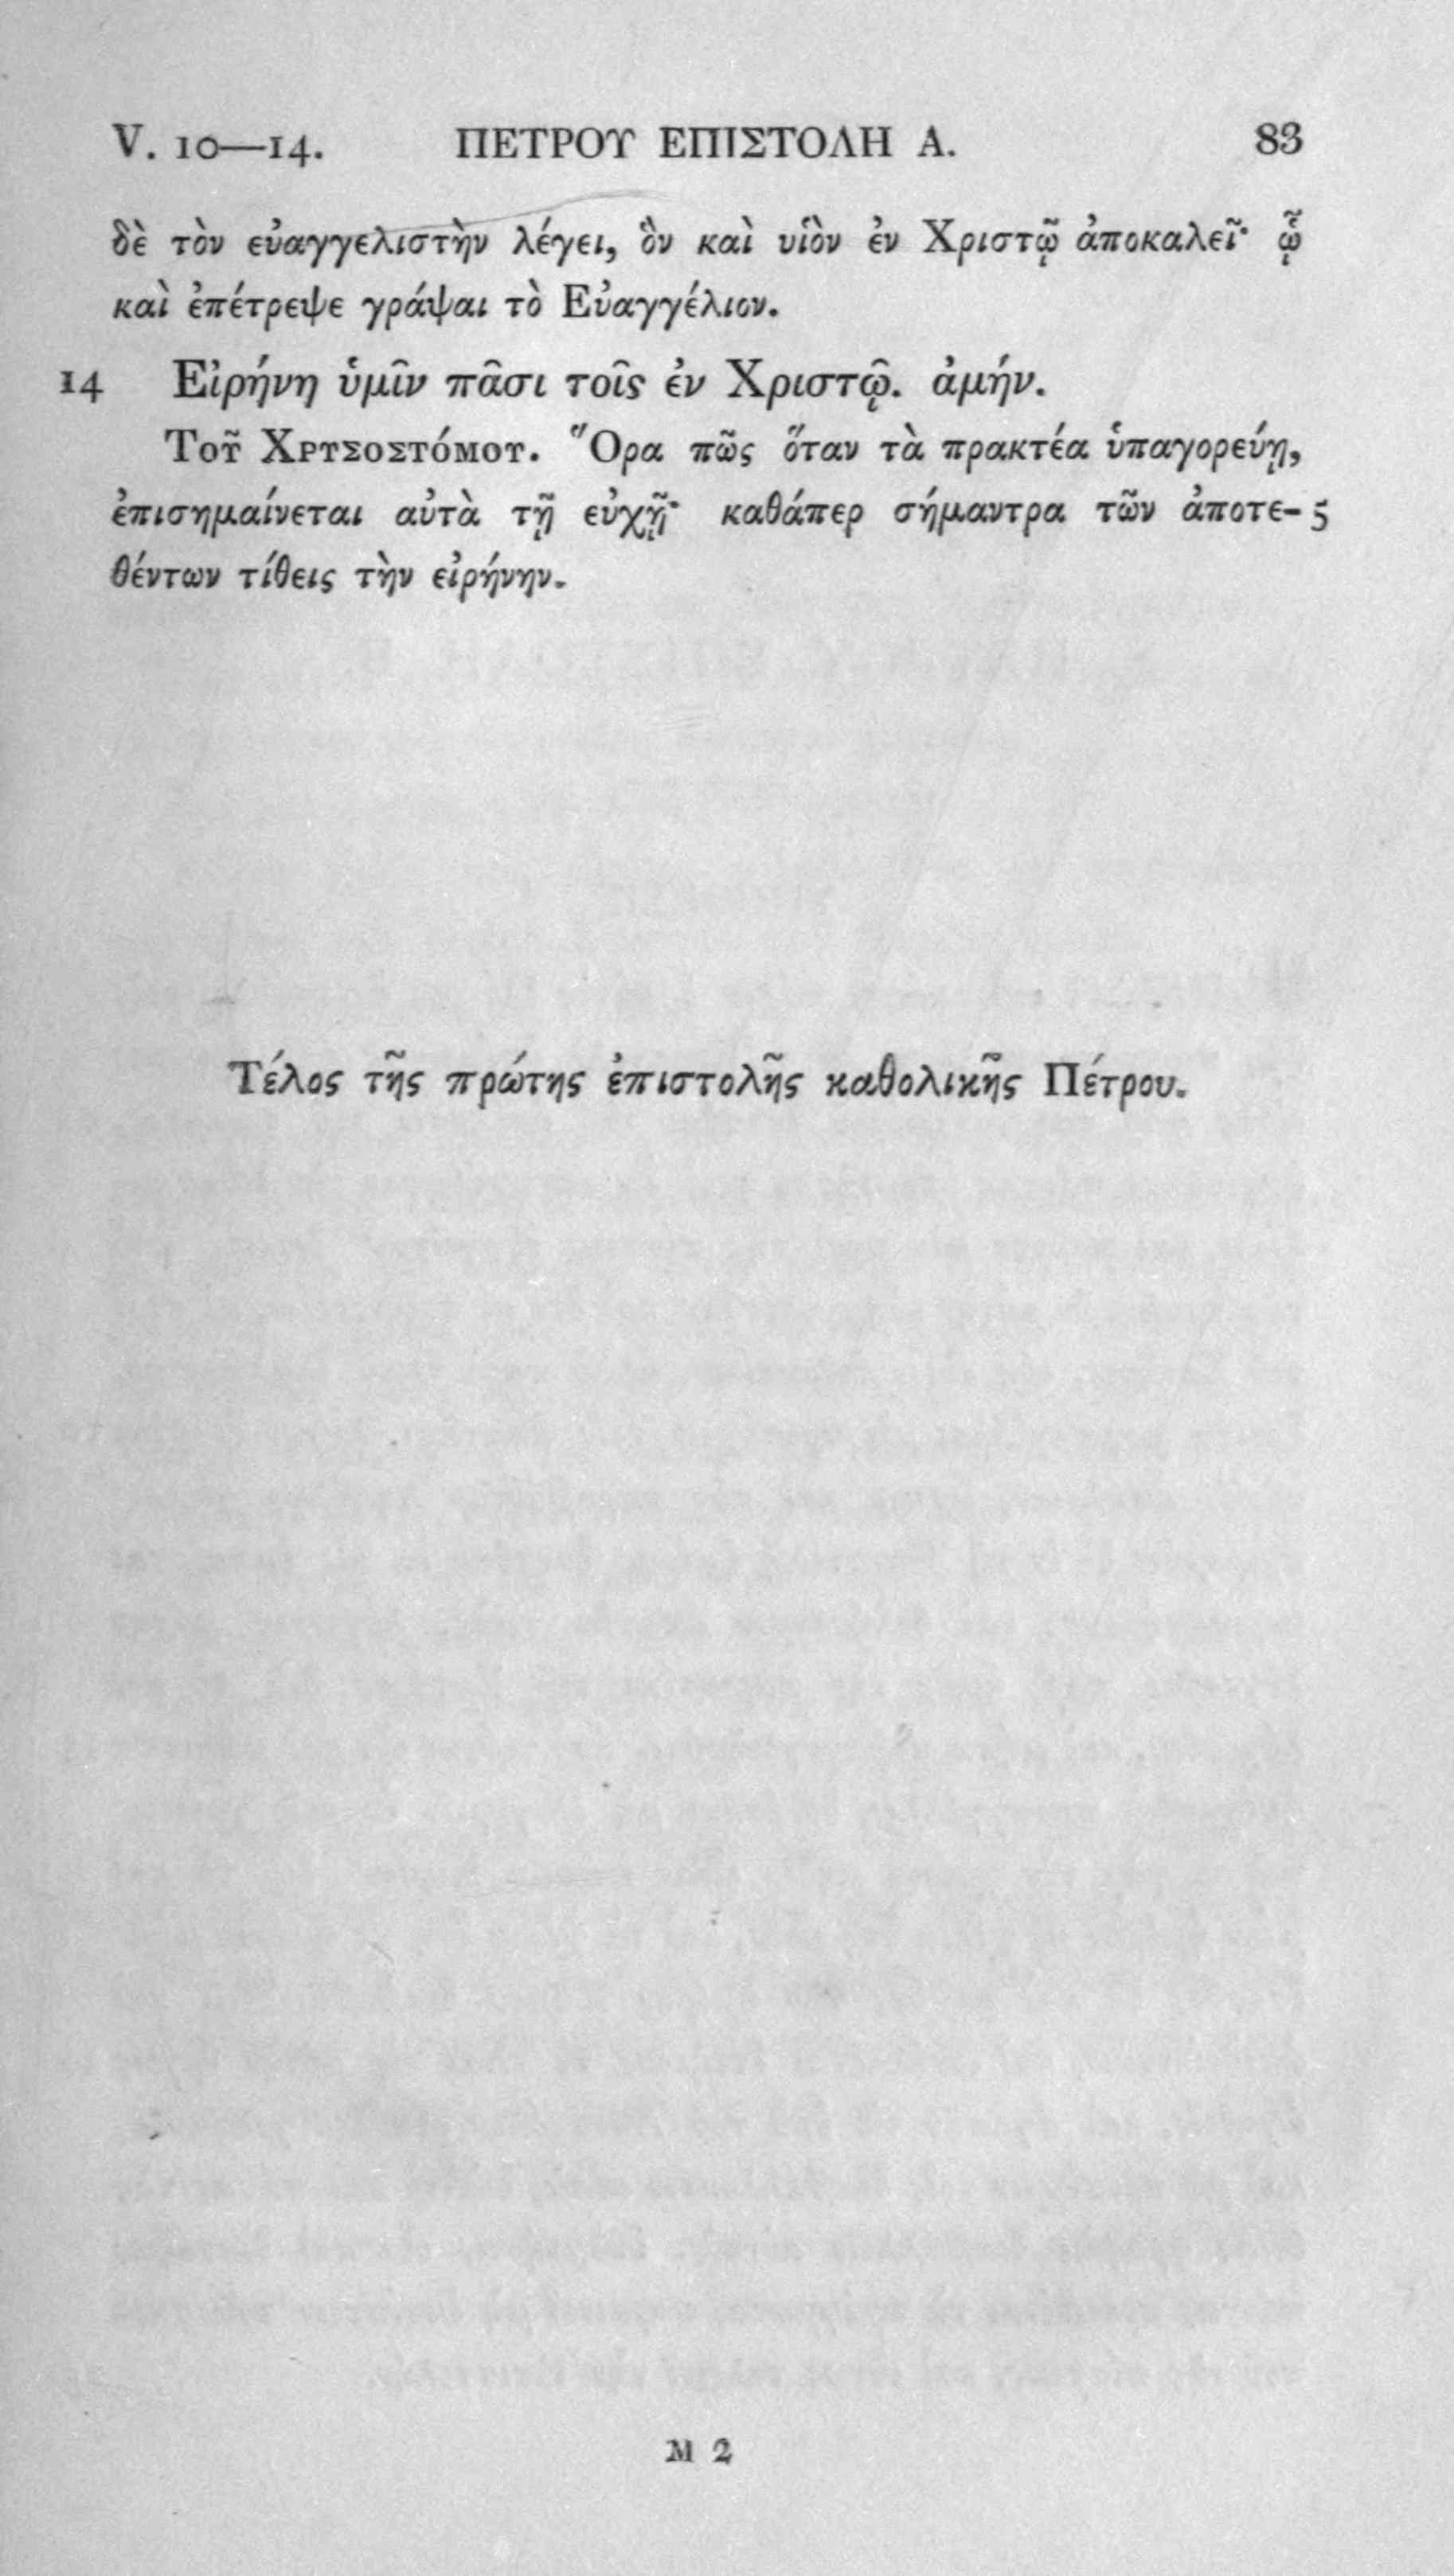 V. 10—14. ΠΕΤΡΟΥ ΕΠΙΣΤΟΛΗ Α. 83
δὲ τὸν εὐαγγελιστὴν λέγει, ὃν καὶ υἱὸν ἐν Χριστῷ ἀποκαλεῖ· ᾧ
καὶ ἐπέτρεψε γράψαι τὸ Εὐαγγέλιον.
14 Εἰρήνη ὑμῖν πᾶσι τοῖς ἐν Χριστῷ. ἀμήν.
Τοῦ Χρυσοστόμου. Ὅρα πῶς ὅταν τὰ πρακτέα ὑπαγορεύῃ,
ἐπισημαίνεται αὐτὰ τῇ εὐχῇ· καθάπερ σήμαντρα τῶν ἀποτε- 5
θέντων τίθεις τὴν εἰρήνην.
Τέλος τῆς πρώτης ἐπιστολῆς καθολικῆς Πέτρου.
M 2